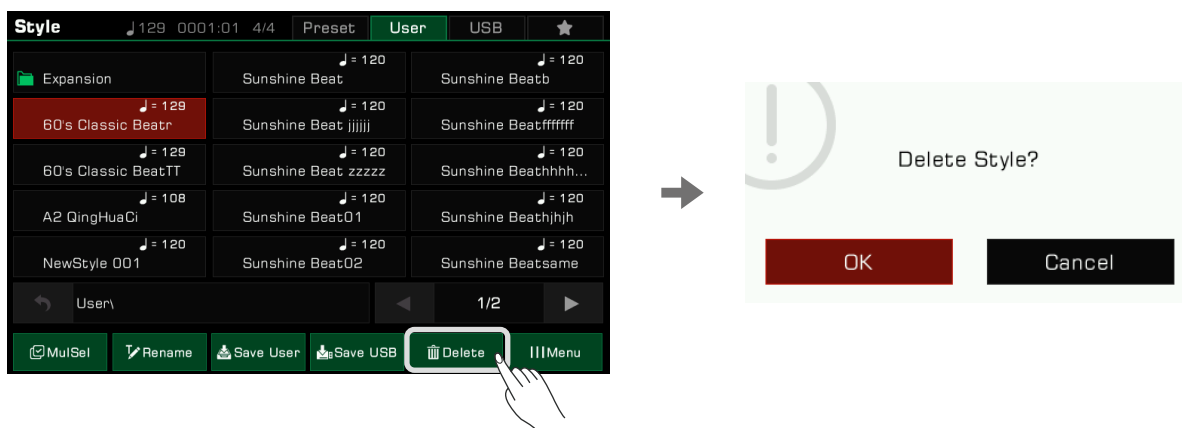 Style ♩129 0001:01 4/4 Preset User USB ★
♩= 120 ♩= 120
Expansion Sunshine Beat Sunshine Beatb
♩= 129 ♩= 120 ♩= 120
60's Classic Beatr Sunshine Beat jjjjjj Sunshine Beatfffffff
♩= 129 ♩= 120 ♩= 120
60's Classic BeatTT Sunshine Beat zzzzz Sunshine Beathhhh...
♩= 108 ♩= 120 ♩= 120
A2 QingHuaCi Sunshine Beat01 Sunshine Beathjhjh
♩= 120 ♩= 120 ♩= 120
NewStyle 001 Sunshine Beat02 Sunshine Beatsame
User\ 1/2
MulSel Rename Save User Save USB Delete Menu
Delete Style?
OK Cancel